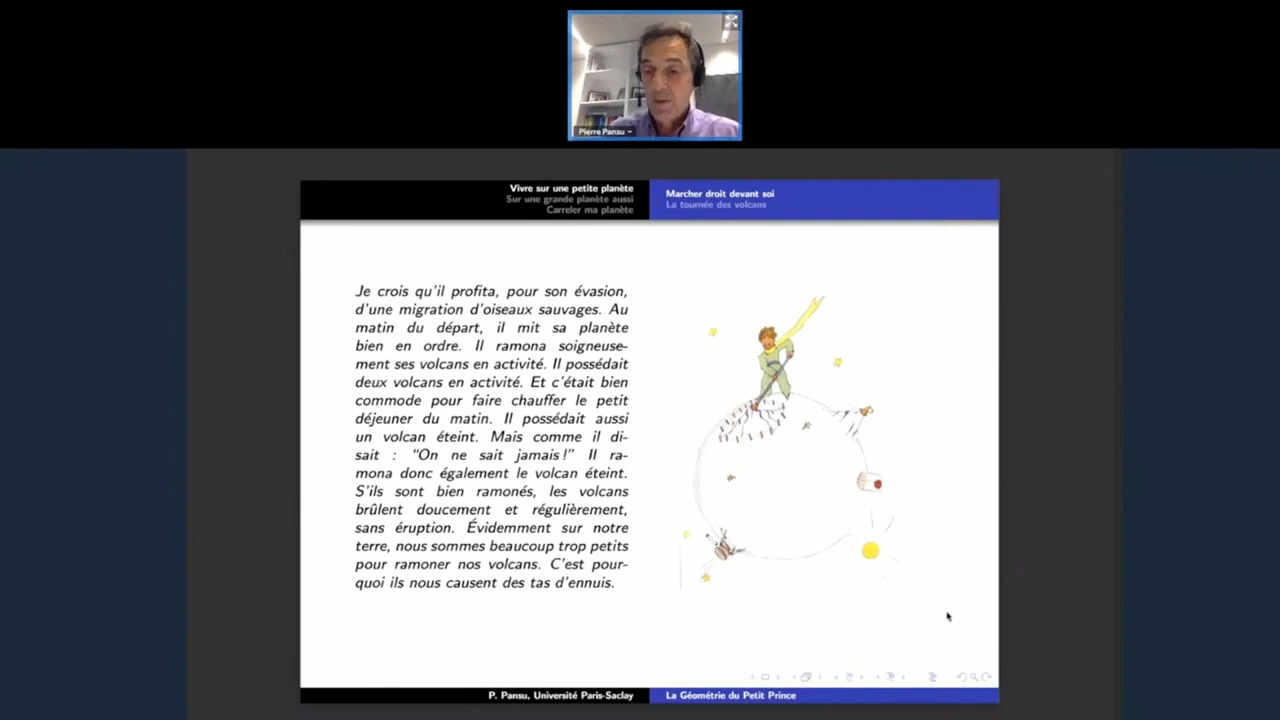 Pierre Pansu
Vivre sur une petite planète
Sur une grande planète aussi
Carreler ma planète
Marcher droit devant soi
La tournée des volcans
Je crois qu'il profita, pour son évasion,
d'une migration d'oiseaux sauvages. Au
matin du départ, il mit sa planète
bien en ordre. Il ramona soigneuse-
ment ses volcans en activité. Il possédait
deux volcans en activité. Et c'était bien
commode pour faire chauffer le petit
déjeuner du matin. Il possédait aussi
un volcan éteint. Mais comme il di-
sait : "On ne sait jamais !" Il ra-
mona donc également le volcan éteint.
S'ils sont bien ramonés, les volcans
brûlent doucement et régulièrement,
sans éruption. Évidemment sur notre
terre, nous sommes beaucoup trop petits
pour ramoner nos volcans. C'est pour-
quoi ils nous causent des tas d'ennuis.
P. Pansu, Université Paris-Saclay
La Géométrie du Petit Prince